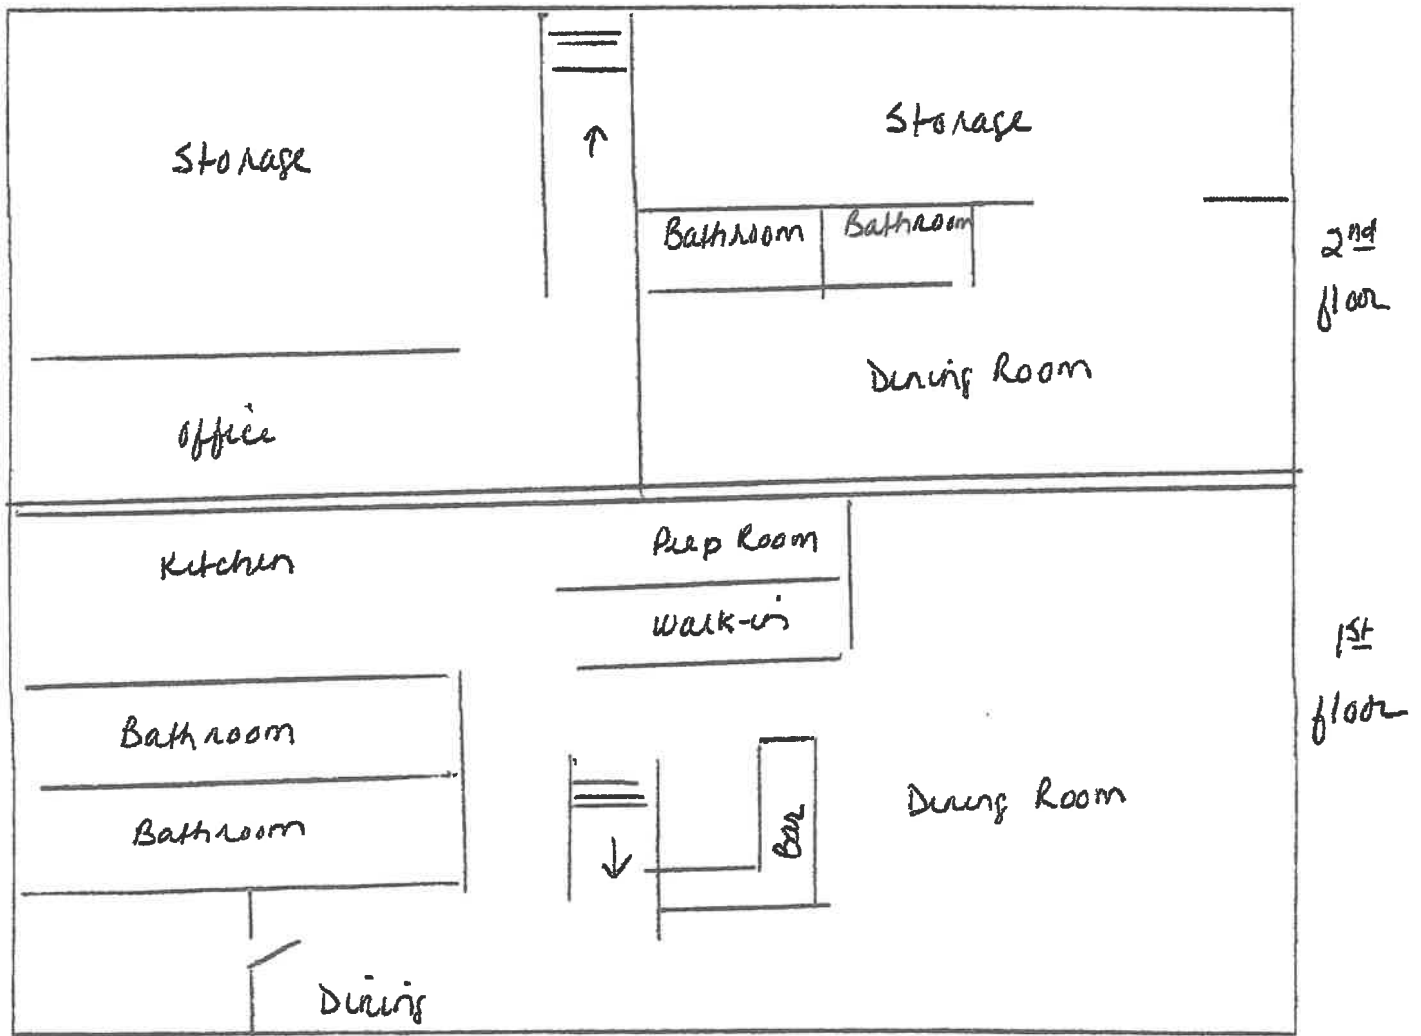 Storage
Storage
Bathroom
Bathroom
2nd
floor
Dining Room
Office
Kitchen
Prep Room
Walk-in
1st
floor
Bathroom
Bathroom
Bar
Dining Room
Dining